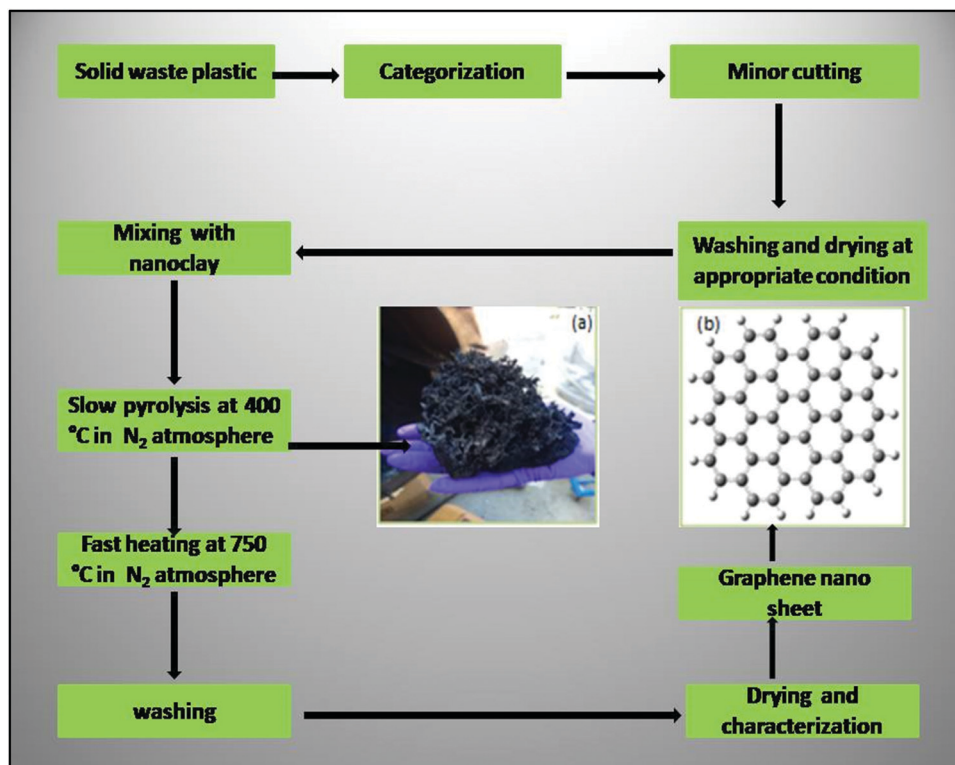 Solid waste plastic
Categorization
Minor cutting
Mixing with
nanoclay
Washing and drying at
appropriate condition
(a)
(b)
Slow pyrolysis at 400
°C in N₂ atmosphere
Fast heating at 750
°C in N₂ atmosphere
Graphene nano
sheet
washing
Drying and
characterization